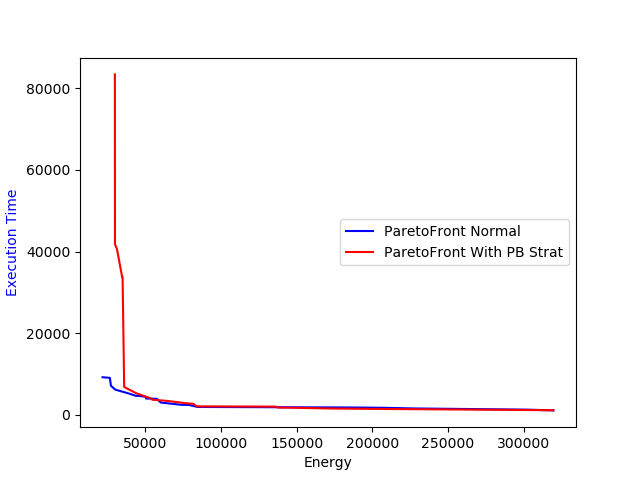 80000
60000
40000
20000
0
Execution Time
ParetoFront Normal
ParetoFront With PB Strat
50000 100000 150000 200000 250000 300000
Energy